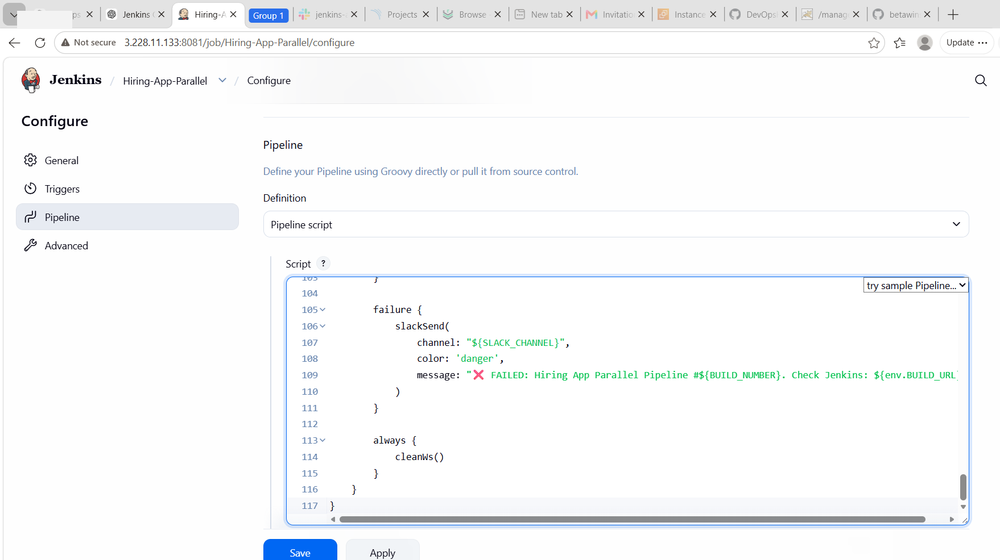 ps
Jenkins
Hiring-A
Group 1
jenkins-
Projects
Browse
New tab
Invitatio
Instance
DevOps
/manag
betawin
Not secure 3.228.11.133:8081/job/Hiring-App-Parallel/configure
Update
Jenkins / Hiring-App-Parallel / Configure
Configure
General
Triggers
Pipeline
Advanced
Pipeline
Define your Pipeline using Groovy directly or pull it from source control.
Definition
Pipeline script
Script ?
try sample Pipeline...
103 }
104
105 failure {
106 slackSend(
107 channel: "${SLACK_CHANNEL}",
108 color: 'danger',
109 message: "❌ FAILED: Hiring App Parallel Pipeline #${BUILD_NUMBER}. Check Jenkins: ${env.BUILD_URL}
110 )
111 }
112
113 always {
114 cleanWs()
115 }
116 }
117 }
Save
Apply